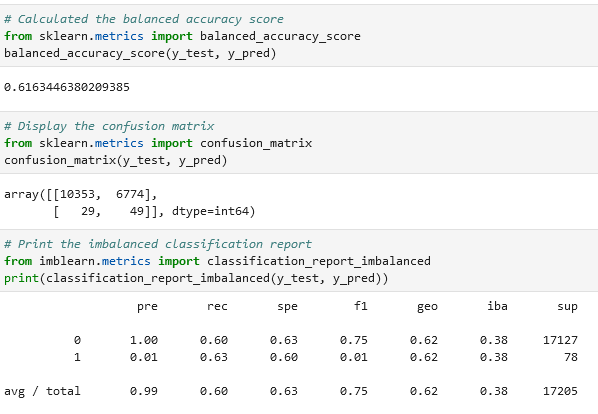 # Calculated the balanced accuracy score
from sklearn.metrics import balanced_accuracy_score
balanced_accuracy_score(y_test, y_pred)
0.6163446380209385
# Display the confusion matrix
from sklearn.metrics import confusion_matrix
confusion_matrix(y_test, y_pred)
array([[10353,  6774],
       [   29,    49]], dtype=int64)
# Print the imbalanced classification report
from imblearn.metrics import classification_report_imbalanced
print(classification_report_imbalanced(y_test, y_pred))
                   pre       rec       spe        f1       geo       iba       sup
          0       1.00      0.60      0.63      0.75      0.62      0.38     17127
          1       0.01      0.63      0.60      0.01      0.62      0.38        78
avg / total       0.99      0.60      0.63      0.75      0.62      0.38     17205